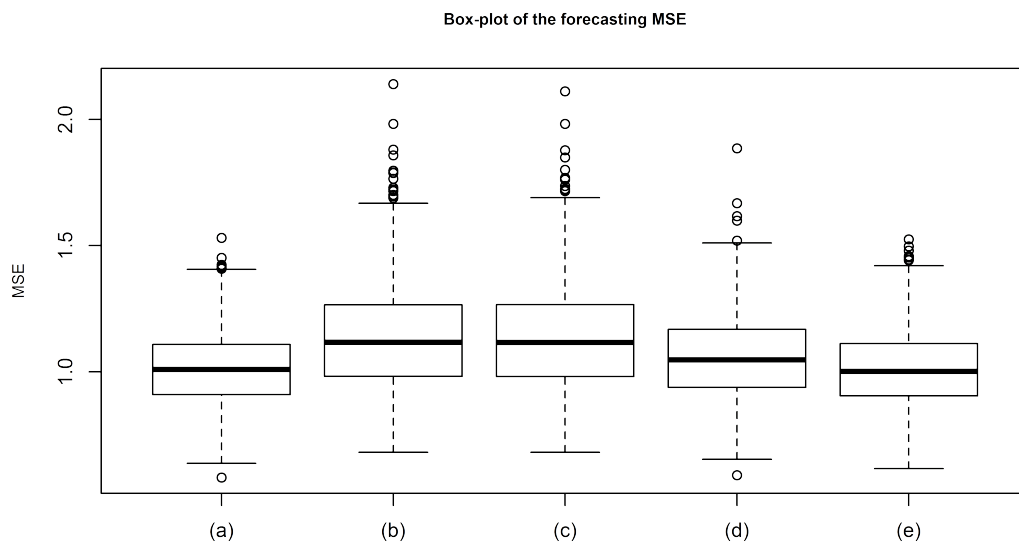 Box-plot of the forecasting MSE
MSE
2.0
1.5
1.0
(a) (b) (c) (d) (e)